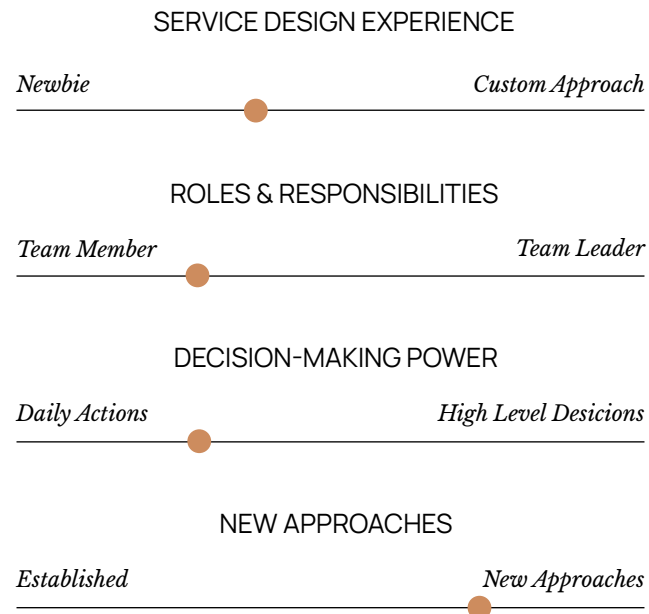 SERVICE DESIGN EXPERIENCE
Newbie Custom Approach
ROLES & RESPONSIBILITIES
Team Member Team Leader
DECISION-MAKING POWER
Daily Actions High Level Desicions
NEW APPROACHES
Established New Approaches